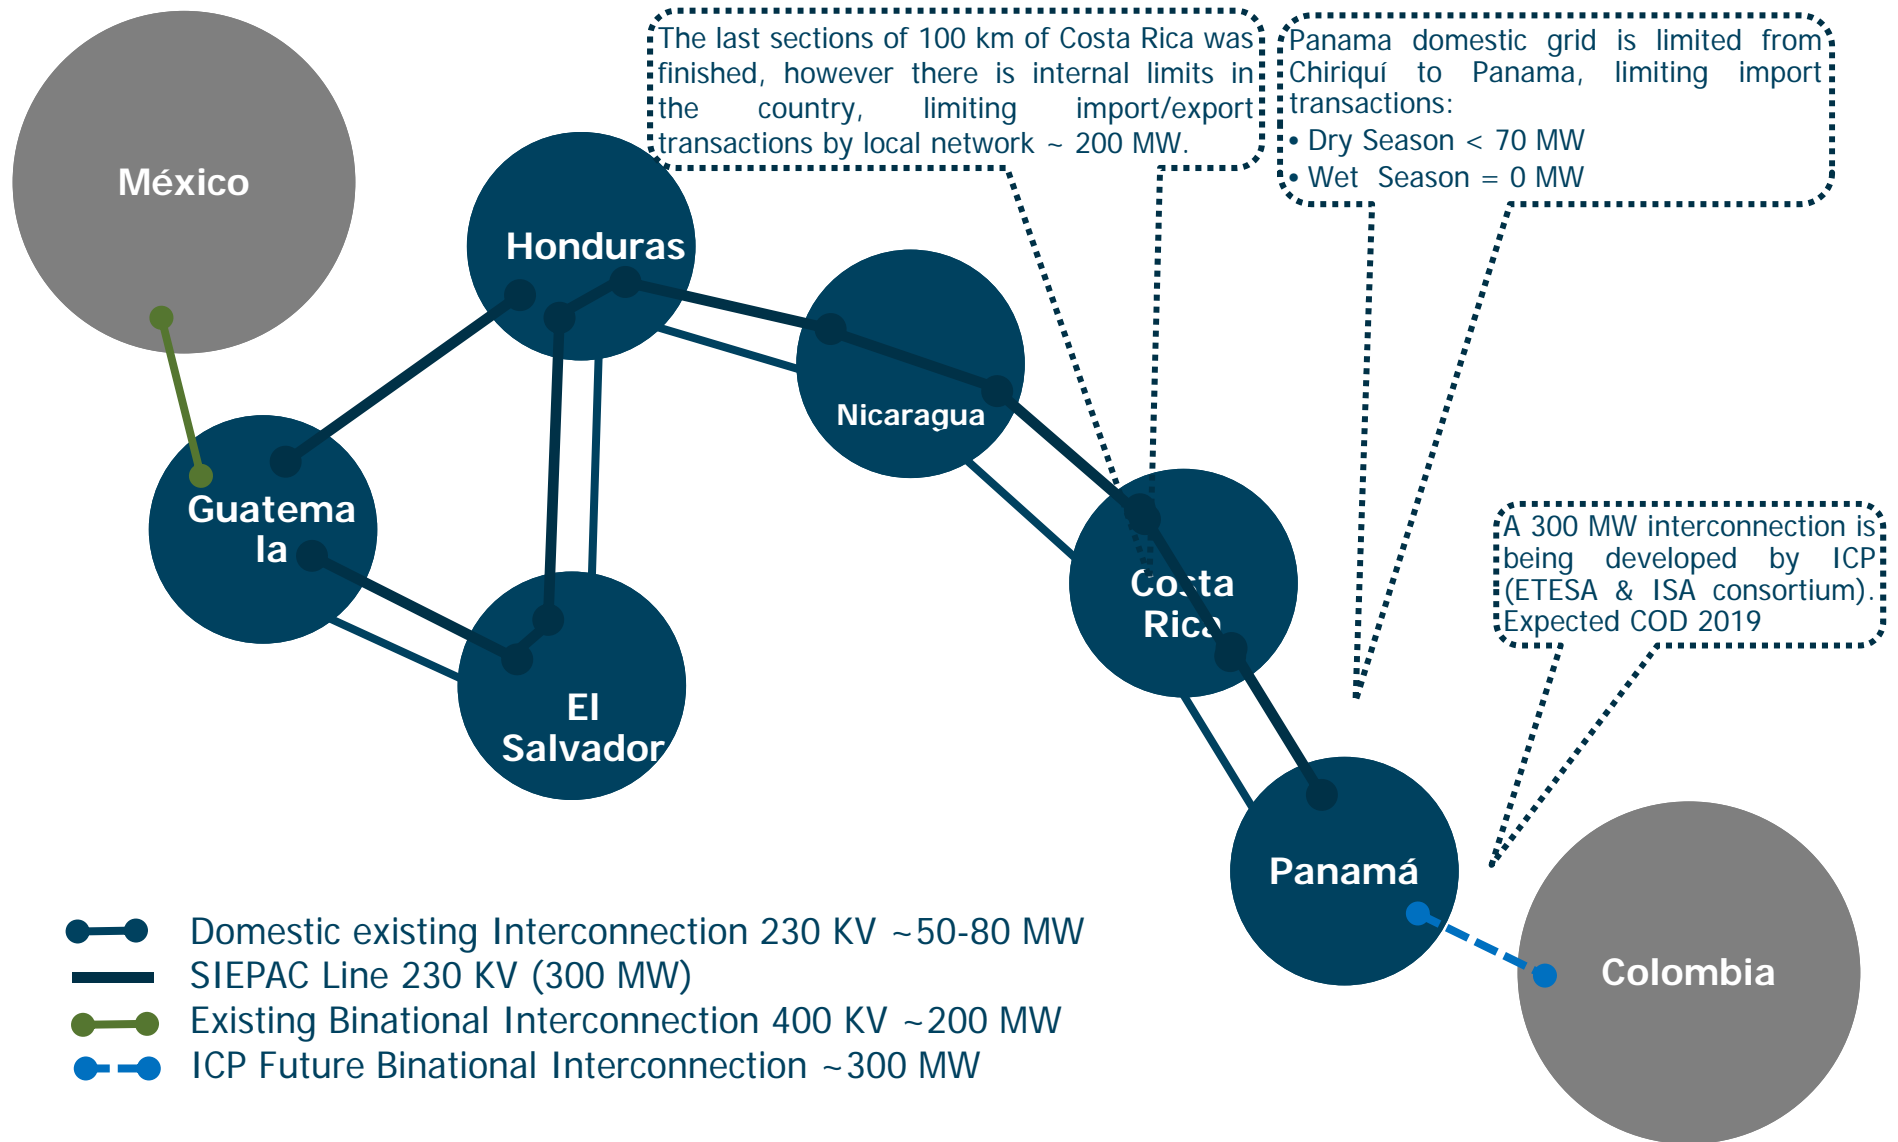 The last sections of 100 km of Costa Rica was
finished, however there is internal limits in
the country, limiting import/export
transactions by local network ~ 200 MW.
Panama domestic grid is limited from
Chiriquí to Panama, limiting import
transactions:
• Dry Season < 70 MW
• Wet Season = 0 MW
México
Honduras
Nicaragua
Guatema
la
Costa
Rica
A 300 MW interconnection is
being developed by ICP
(ETESA & ISA consortium).
Expected COD 2019
El
Salvador
Panamá
Colombia
Domestic existing Interconnection 230 KV ~50-80 MW
SIEPAC Line 230 KV (300 MW)
Existing Binational Interconnection 400 KV ~200 MW
ICP Future Binational Interconnection ~300 MW